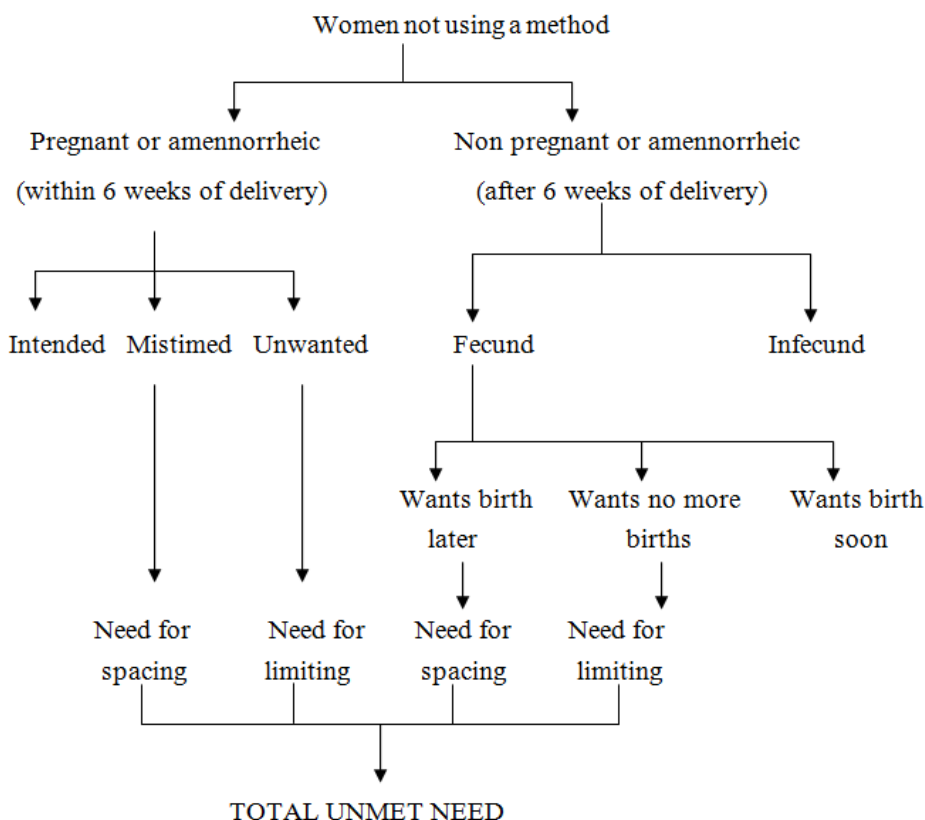 Women not using a method
Pregnant or amennorrheic
(within 6 weeks of delivery)
Non pregnant or amennorrheic
(after 6 weeks of delivery)
Intended
Mistimed
Unwanted
Fecund
Infecund
Wants birth
later
Wants no more
births
Wants birth
soon
Need for
spacing
Need for
limiting
Need for
spacing
Need for
limiting
TOTAL UNMET NEED